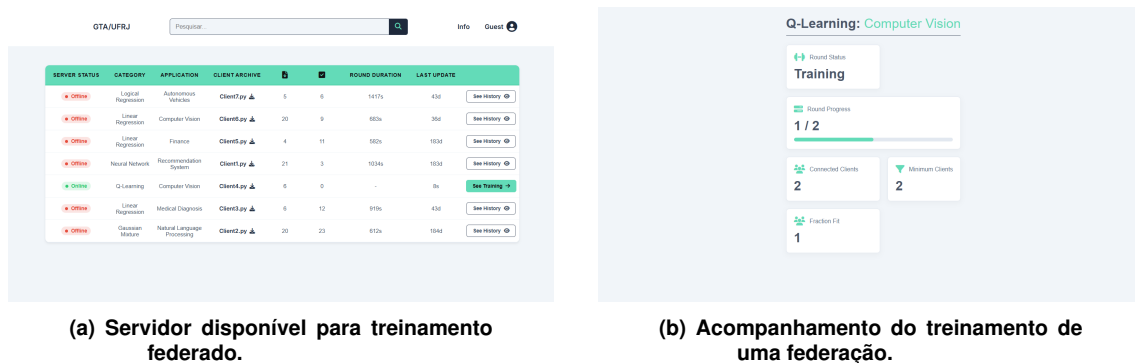 GTA/UFRJ Pesquisar... Info Guest
SERVER STATUS CATEGORY APPLICATION CLIENT ARCHIVE ROUND DURATION LAST UPDATE
Offline Logical Regression Autonomous Vehicles Client7.py 5 6 1417s 43d See History
Offline Linear Regression Computer Vision Client6.py 20 9 663s 36d See History
Offline Linear Regression Finance Client5.py 4 11 582s 183d See History
Offline Neural Network Recommendation System Client1.py 21 3 1034s 183d See History
Online Q-Learning Computer Vision Client4.py 6 0 - 8s See Training →
Offline Linear Regression Medical Diagnosis Client3.py 6 12 919s 43d See History
Offline Gaussian Mixture Natural Language Processing Client2.py 20 23 612s 184d See History
(a) Servidor disponível para treinamento
federado.
Q-Learning: Computer Vision
Round Status
Training
Round Progress
1 / 2
Connected Clients
2
Minimum Clients
2
Fraction Fit
1
(b) Acompanhamento do treinamento de
uma federação.